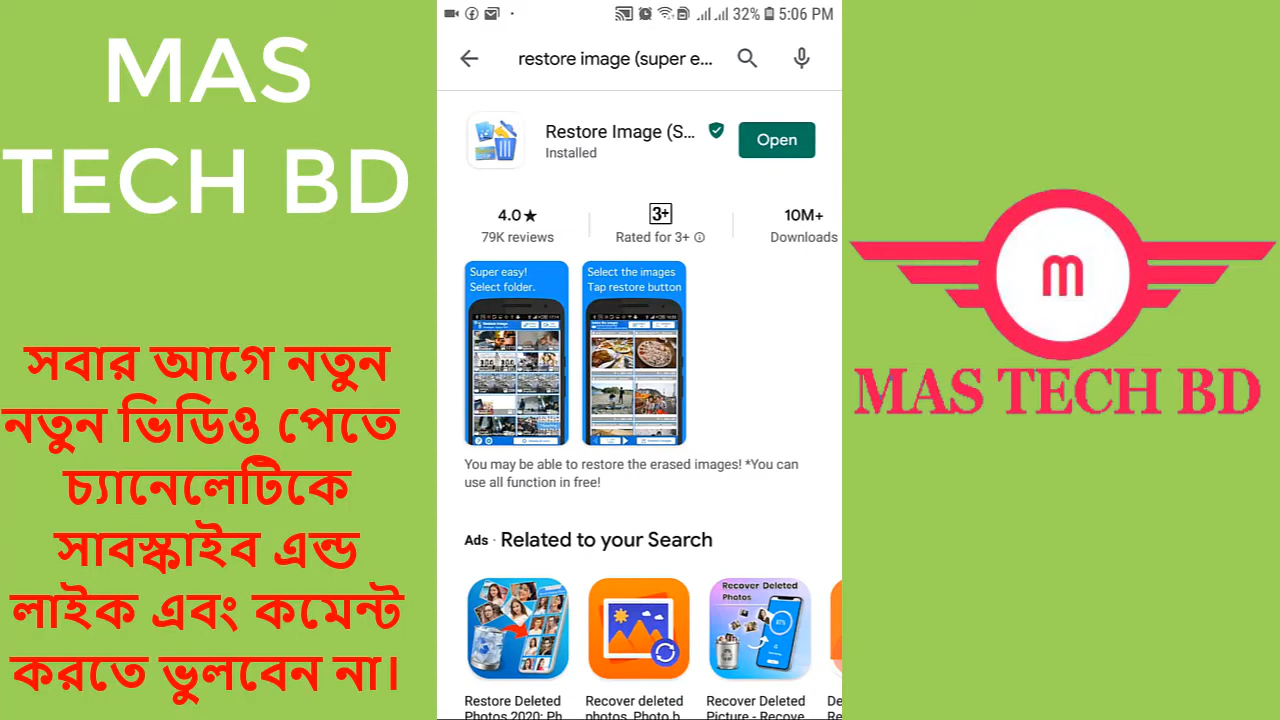 MAS
TECH BD
সবার আগে নতুন
নতুন ভিডিও পেতে
চ্যানেলেটিকে
সাবস্কাইব এন্ড
লাইক এবং কমেন্ট
করতে ভুলবেন না।
32% 5:06 PM
restore image (super e...
Restore Image (S...
Installed
Open
4.0★
79K reviews
3+
Rated for 3+
10M+
Downloads
Super easy!
Select folder.
Select the images
Tap restore button
You may be able to restore the erased images! *You can
use all function in free!
Ads · Related to your Search
Recover Deleted
Photos
Restore Deleted
Photos 2020: Ph
Recover deleted
photos, Photo b
Recover Deleted
Picture - Recove
De
Re
m
MAS TECH BD